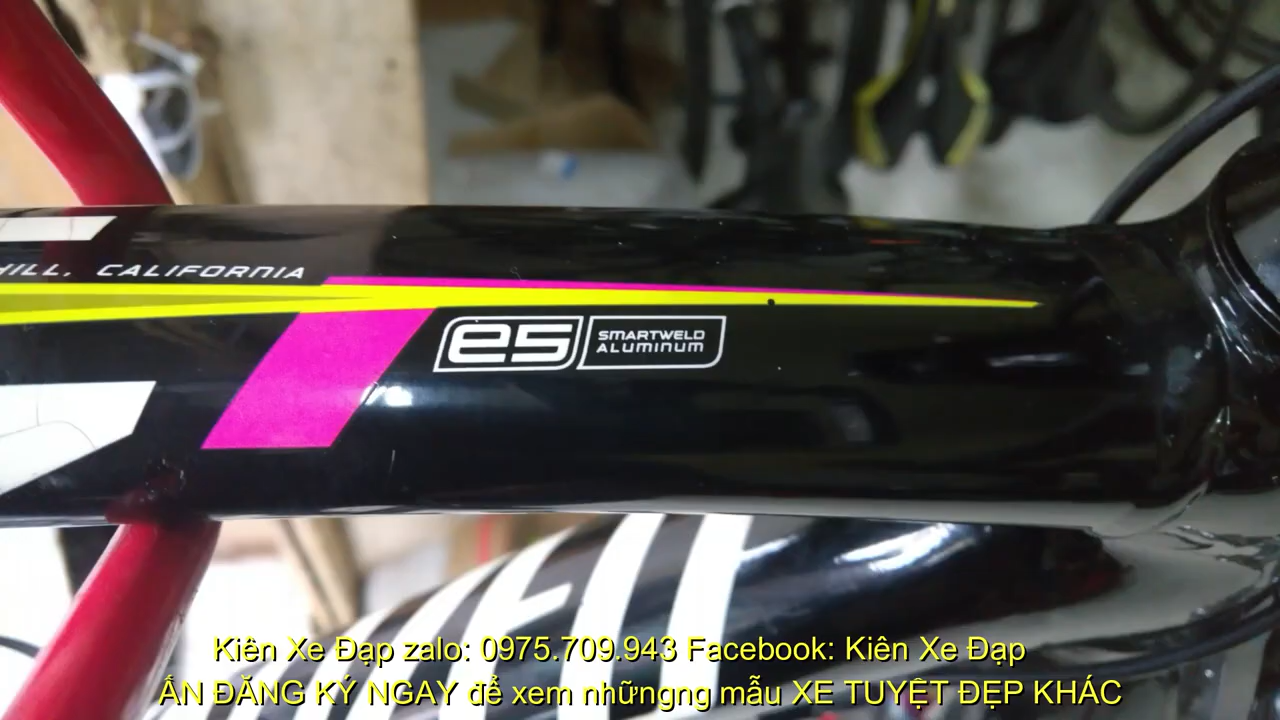 HILL, CALIFORNIA
e5 SMARTWELD
ALUMINUM
Kiên Xe Đạp zalo: 0975.709.943 Facebook: Kiên Xe Đạp
ẤN ĐĂNG KÝ NGAY để xem nhữngng mẫu XE TUYỆT ĐẸP KHÁC